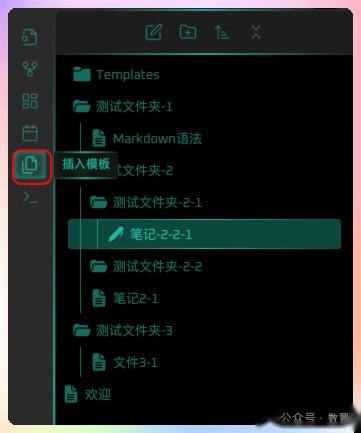 Templates
测试文件夹-1
Markdown语法
插入模板
文件夹-2
测试文件夹-2-1
笔记-2-2-1
测试文件夹-2-2
笔记2-1
测试文件夹-3
文件3-1
欢迎
公众号·数翼